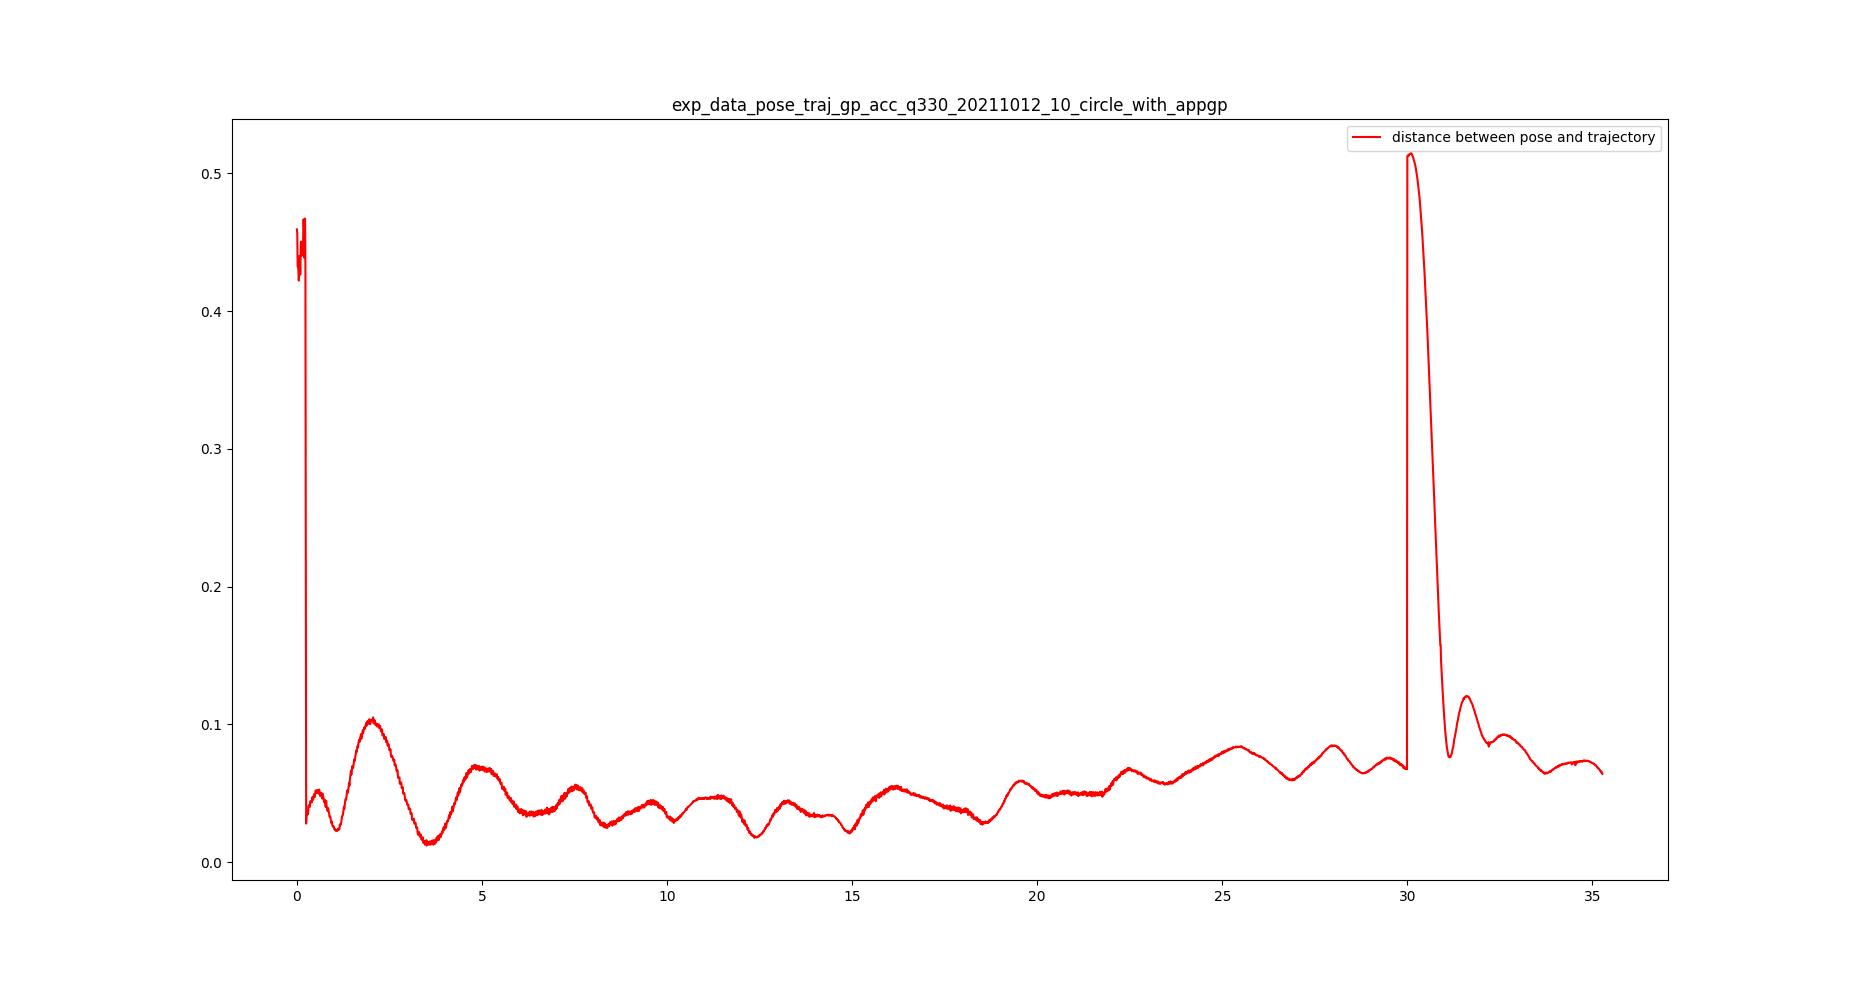 exp_data_pose_traj_gp_acc_q330_20211012_10_circle_with_appgp
distance between pose and trajectory
0.5
0.4
0.3
0.2
0.1
0.0
0 5 10 15 20 25 30 35